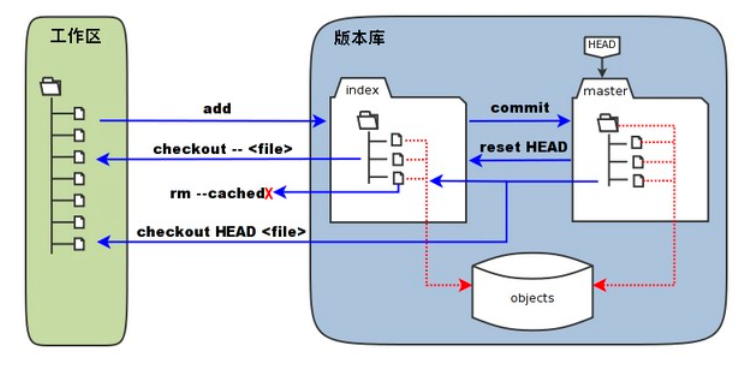 工作区
版本库
HEAD
index
master
add
commit
checkout -- <file>
reset HEAD
rm --cachedX
checkout HEAD <file>
objects